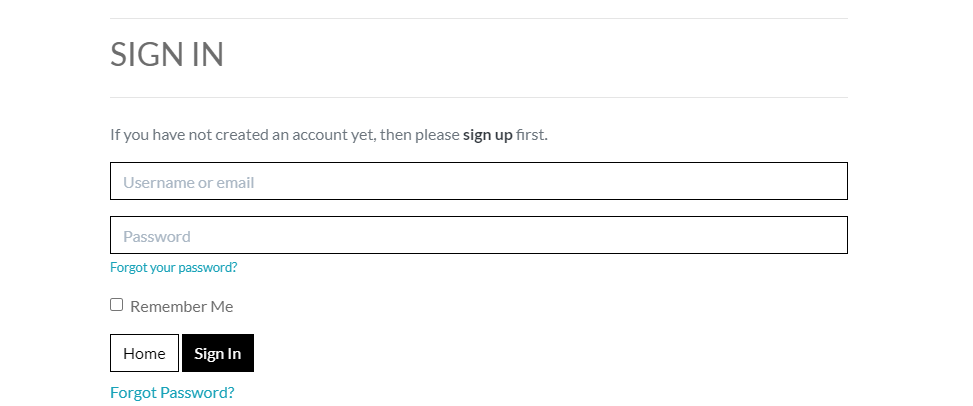 SIGN IN
If you have not created an account yet, then please sign up first.
Username or email
Password
Forgot your password?
Remember Me
Home Sign In
Forgot Password?